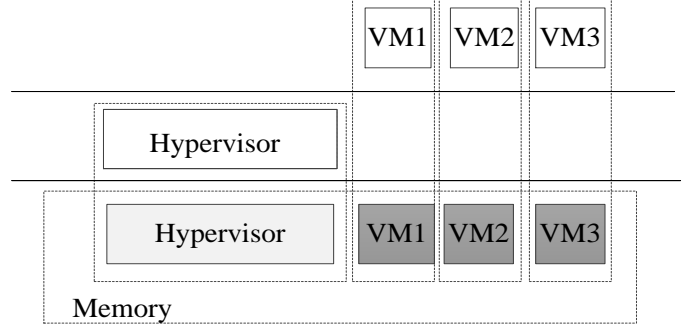 VM1 VM2 VM3
Hypervisor
Hypervisor VM1 VM2 VM3
Memory